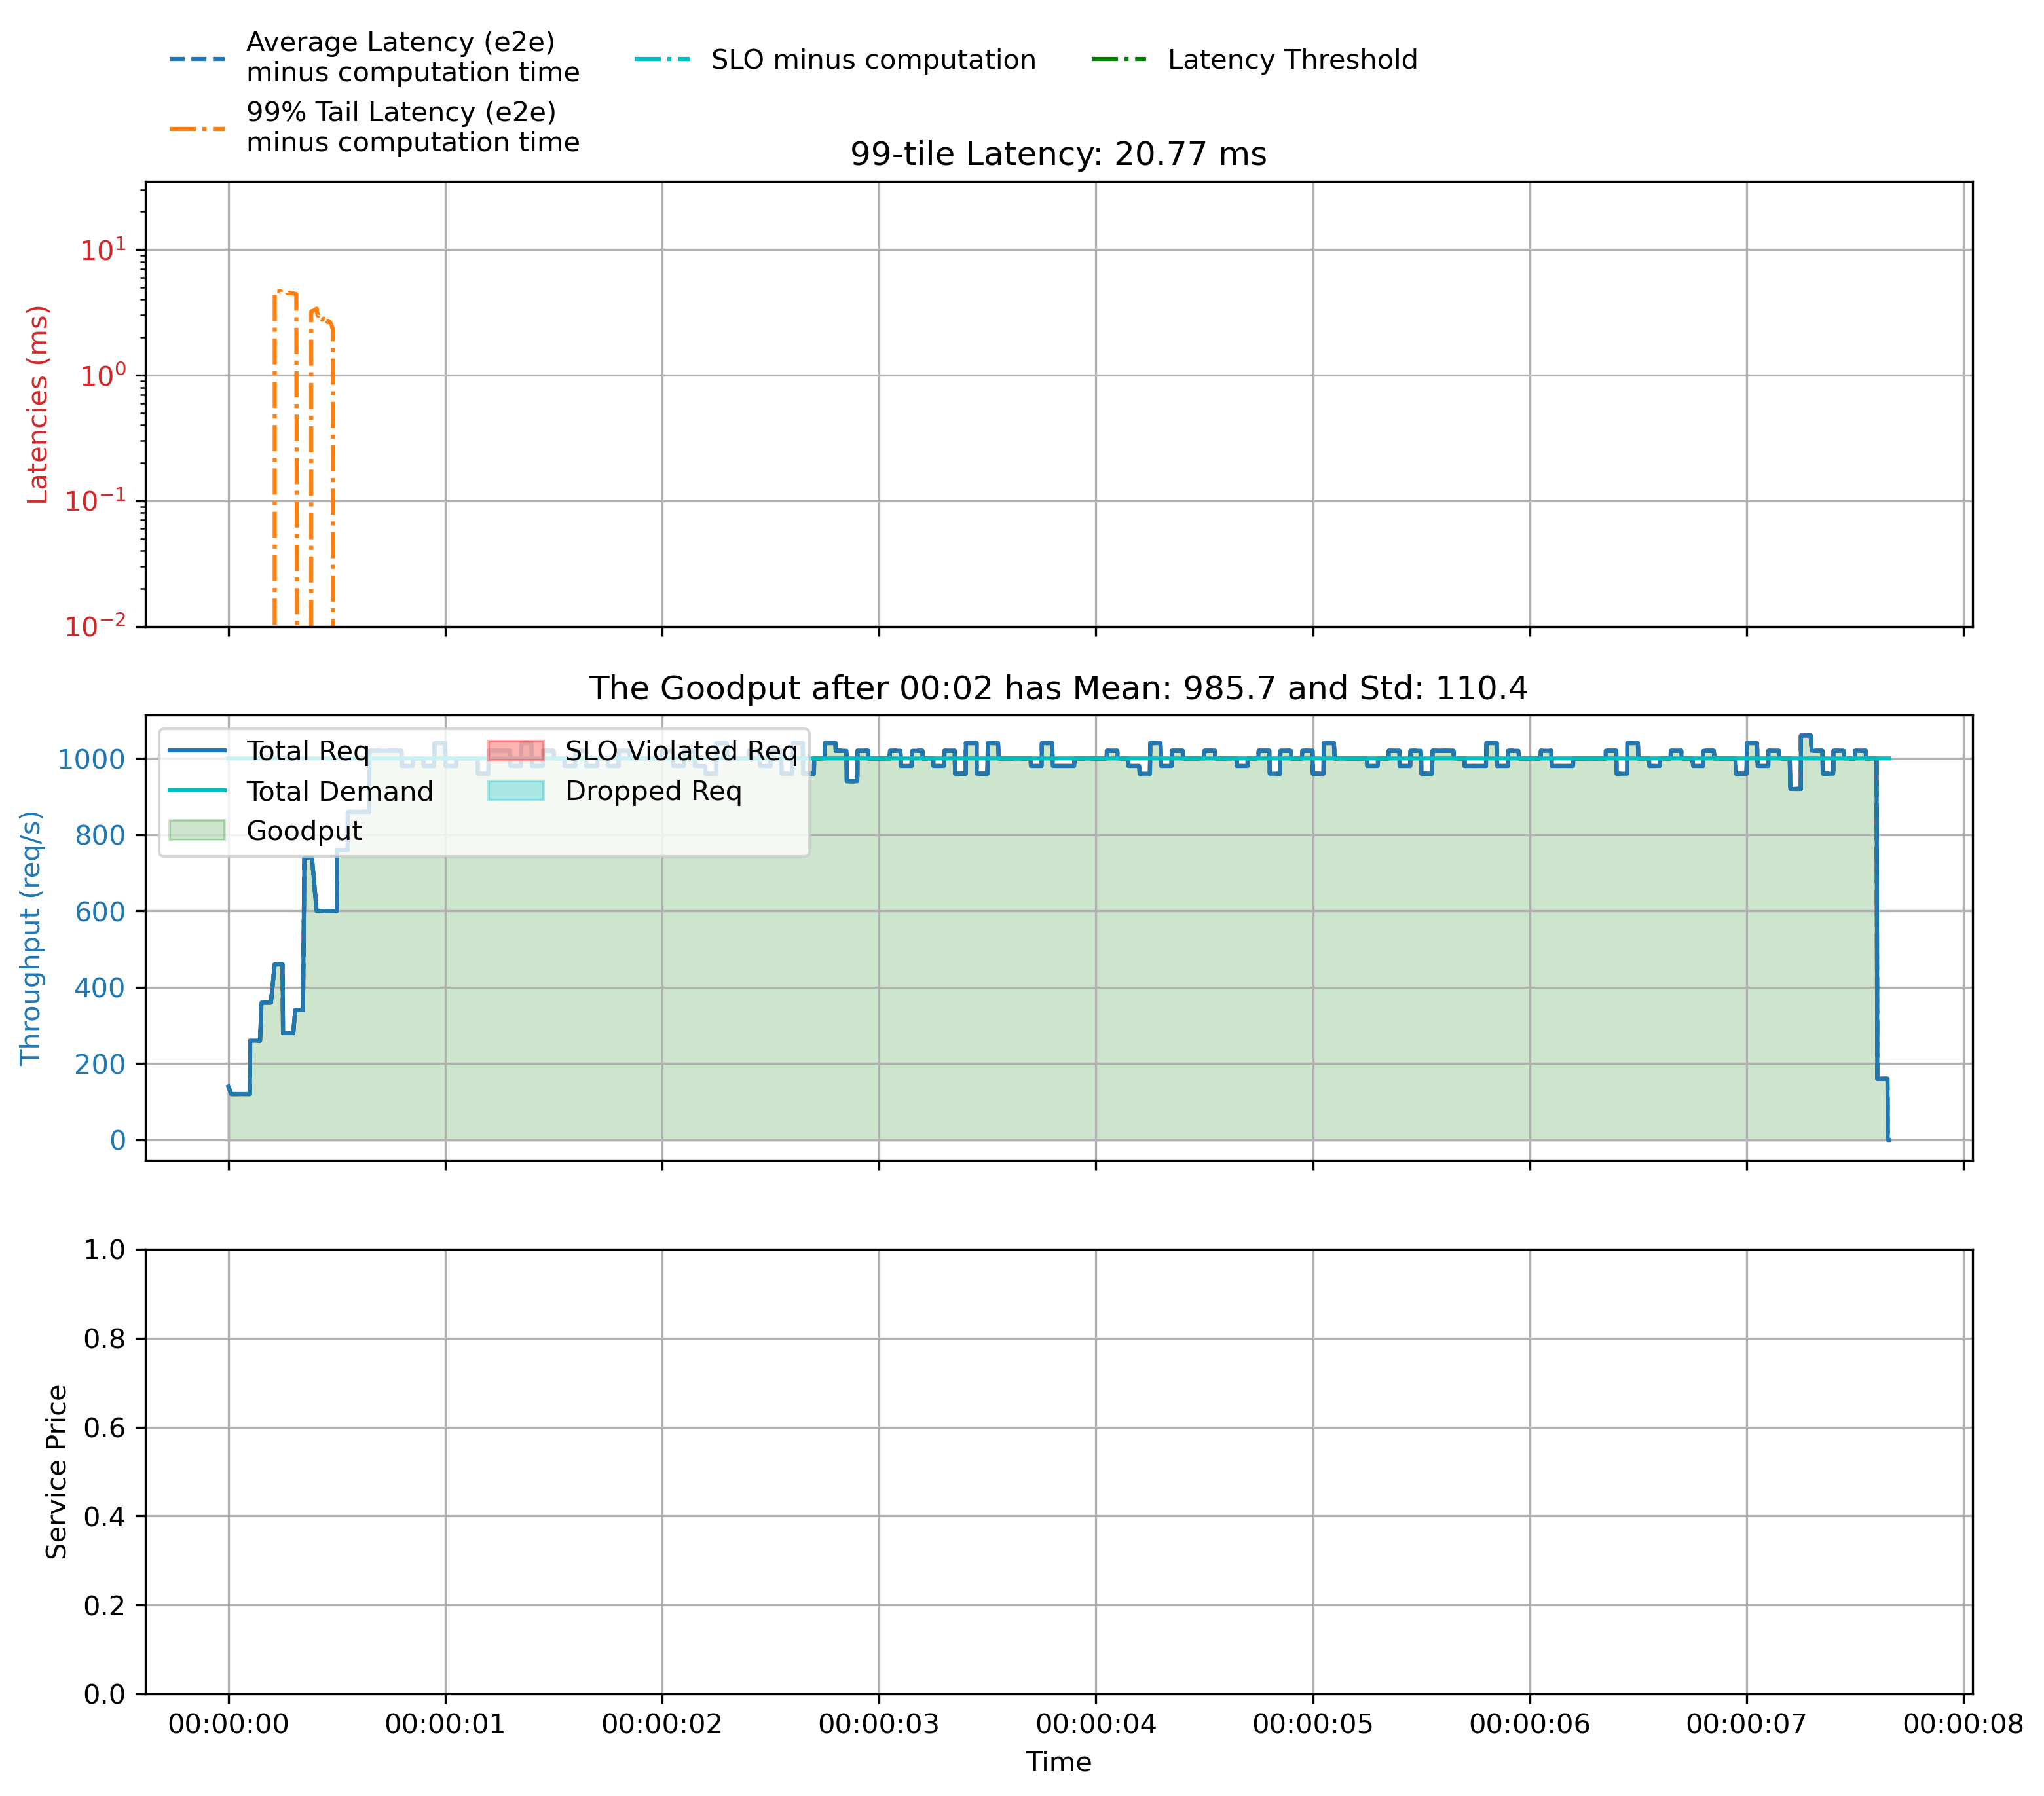 Average Latency (e2e)
minus computation time
99% Tail Latency (e2e)
minus computation time
SLO minus computation
Latency Threshold
99-tile Latency: 20.77 ms
Latencies (ms)
10¹
10⁰
10⁻¹
10⁻²
The Goodput after 00:02 has Mean: 985.7 and Std: 110.4
Throughput (req/s)
1000
800
600
400
200
0
Total Req
Total Demand
Goodput
SLO Violated Req
Dropped Req
Service Price
1.0
0.8
0.6
0.4
0.2
0.0
00:00:00 00:00:01 00:00:02 00:00:03 00:00:04 00:00:05 00:00:06 00:00:07 00:00:08
Time